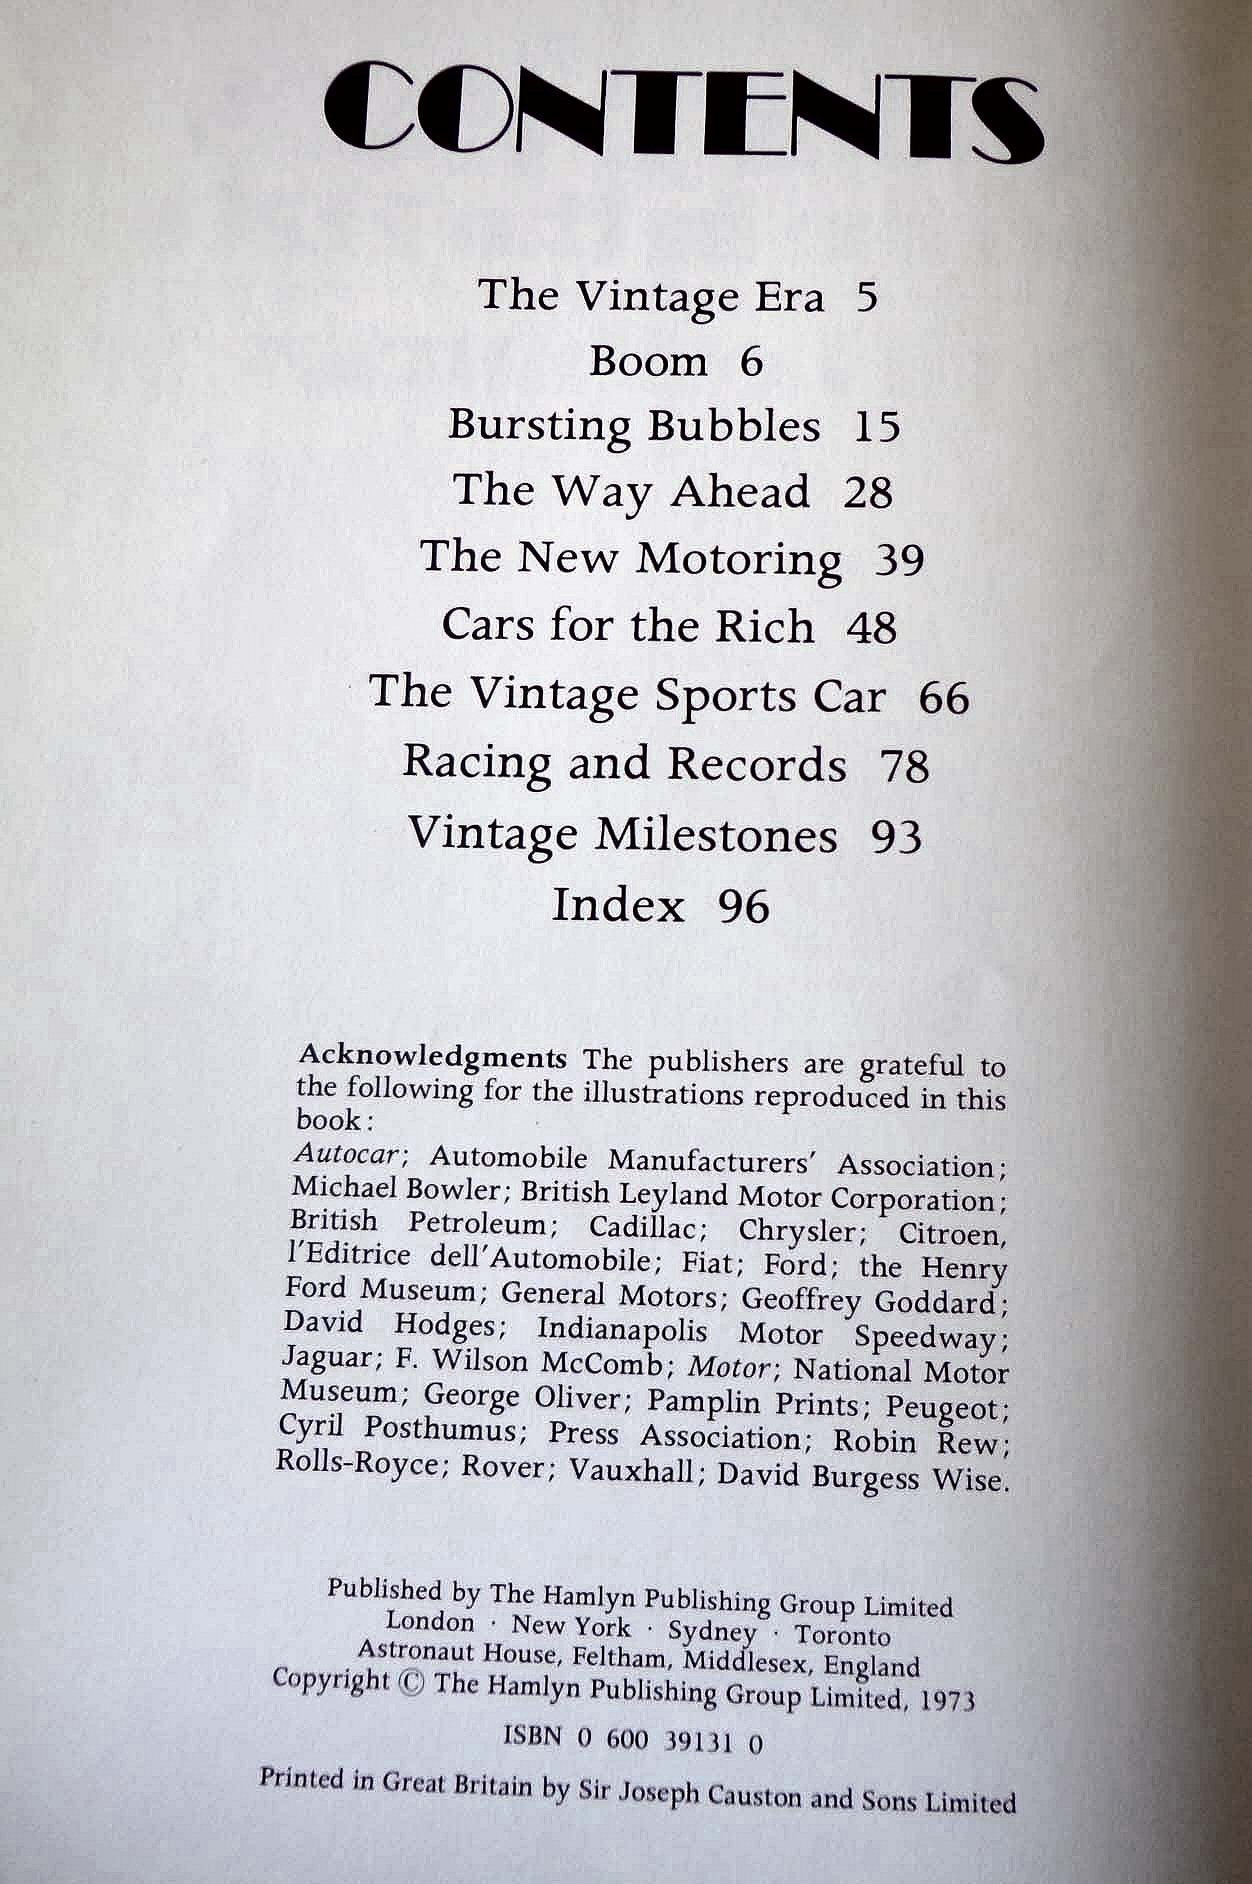 CONTENTS
The Vintage Era 5
Boom 6
Bursting Bubbles 15
The Way Ahead 28
The New Motoring 39
Cars for the Rich 48
The Vintage Sports Car 66
Racing and Records 78
Vintage Milestones 93
Index 96
Acknowledgments The publishers are grateful to
the following for the illustrations reproduced in this
book:
Autocar; Automobile Manufacturers' Association;
Michael Bowler; British Leyland Motor Corporation;
British Petroleum; Cadillac; Chrysler; Citroen,
l'Editrice dell'Automobile; Fiat; Ford; the Henry
Ford Museum; General Motors; Geoffrey Goddard;
David Hodges; Indianapolis Motor Speedway;
Jaguar; F. Wilson McComb; Motor; National Motor
Museum; George Oliver; Pamplin Prints; Peugeot;
Cyril Posthumus; Press Association; Robin Rew;
Rolls-Royce; Rover; Vauxhall; David Burgess Wise.
Published by The Hamlyn Publishing Group Limited
London · New York · Sydney · Toronto
Astronaut House, Feltham, Middlesex, England
Copyright © The Hamlyn Publishing Group Limited, 1973
ISBN 0 600 39131 0
Printed in Great Britain by Sir Joseph Causton and Sons Limited